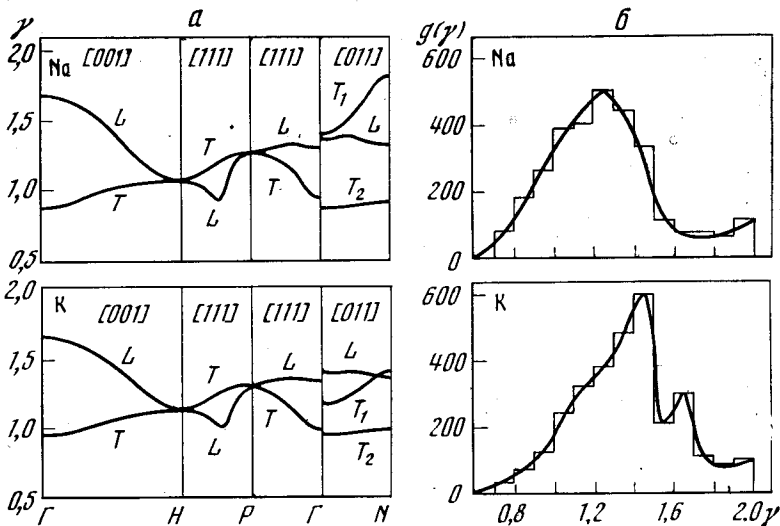 а
γ
Na
[001] [111] [111] [011]
2,0
1,5
1,0
0,5
L
T
T
L
L
T
T₁
L
T₂
K
[001] [111] [111] [011]
2,0
1,5
1,0
0,5
L
T
T
L
L
T
L
T₁
T₂
Γ H P Γ N
б
g(γ)
Na
600
400
200
0
K
600
400
200
0
0,8 1,2 1,6 2.0 γ